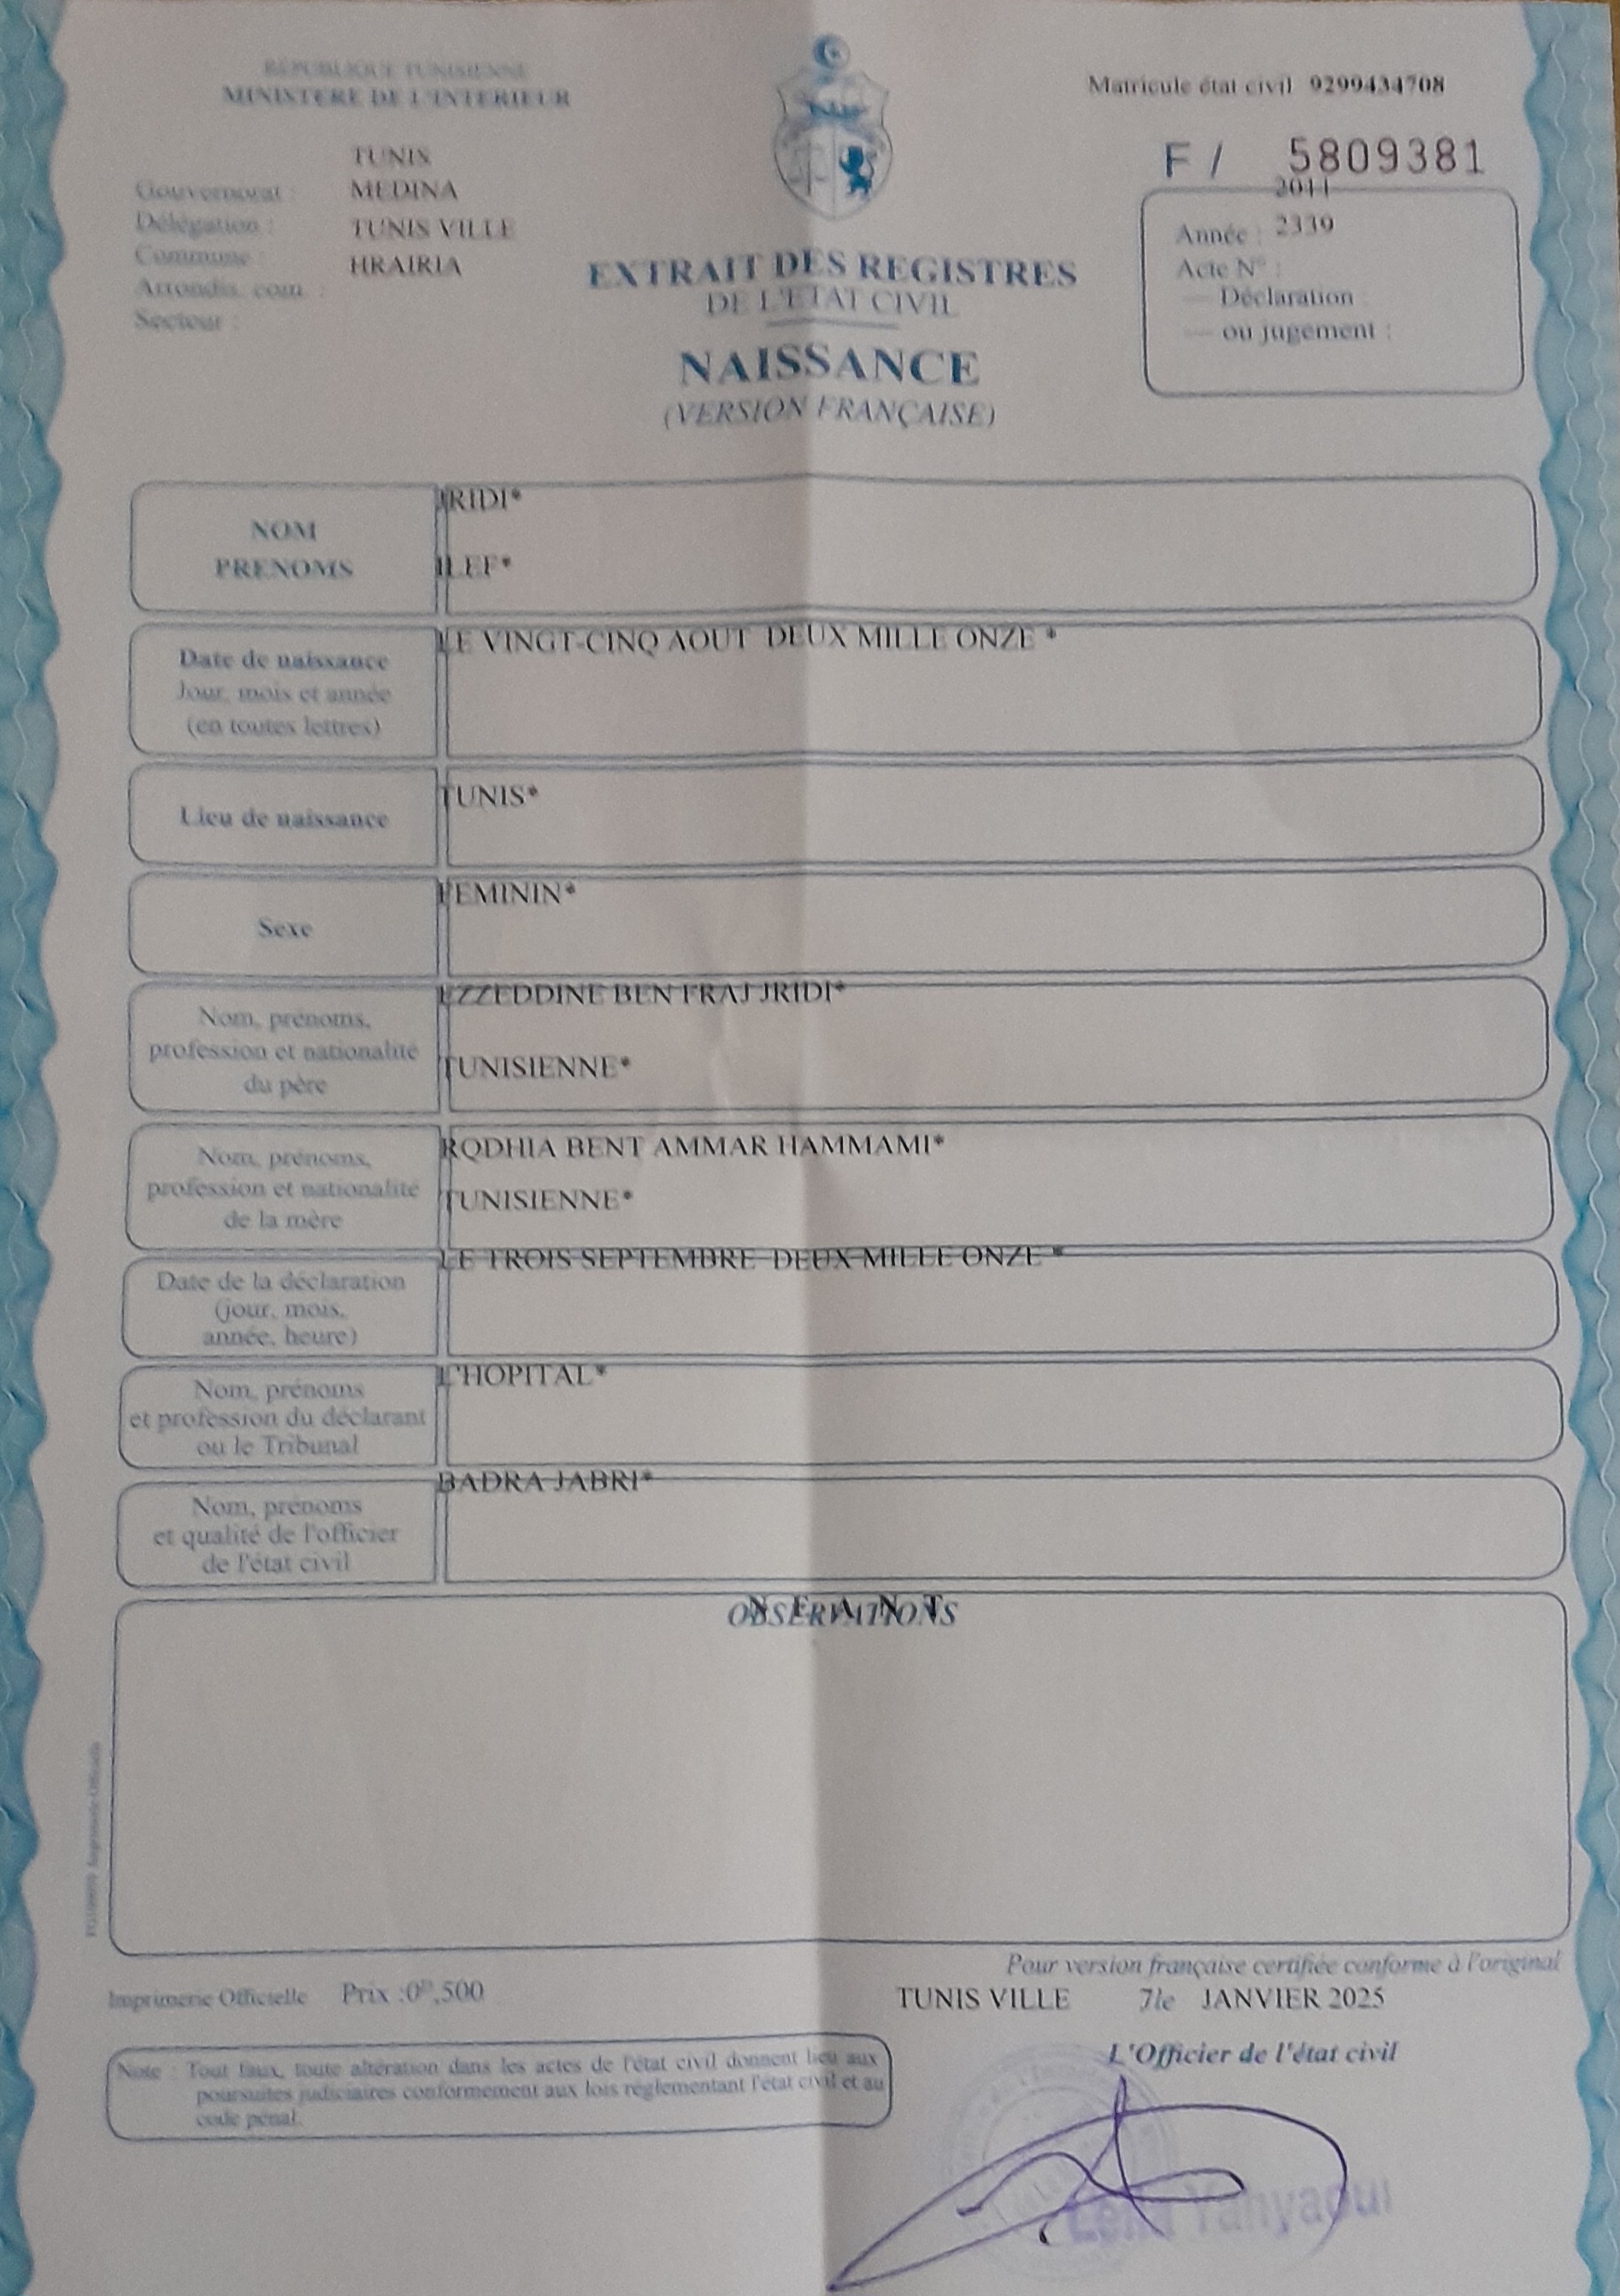 REPUBLIQUE TUNISIENNE
MINISTERE DE L'INTERIEUR
Matricule état civil 9299434708
F / 5809381
TUNIS
Gouvernorat : MEDINA
Délégation : TUNIS VILLE
Commune : HRAIRIA
Arrondis. com. :
Secteur :
2011
Année : 2339
Acte N° :
— Déclaration
— ou jugement :
EXTRAIT DES REGISTRES
DE L'ETAT CIVIL
NAISSANCE
(VERSION FRANÇAISE)
NOM
PRENOMS
JRIDI*
ILEF*
Date de naissance
Jour, mois et année
(en toutes lettres)
LE VINGT-CINQ AOUT DEUX MILLE ONZE *
Lieu de naissance
TUNIS*
Sexe
FEMININ*
Nom, prénoms,
profession et nationalité
du père
EZZEDDINE BEN FRAJ JRIDI*
TUNISIENNE*
Nom, prénoms,
profession et nationalité
de la mère
RODHIA BENT AMMAR HAMMAMI*
TUNISIENNE*
Date de la déclaration
(jour, mois,
année, heure)
LE TROIS SEPTEMBRE DEUX MILLE ONZE *
Nom, prénoms
et profession du déclarant
ou le Tribunal
L'HOPITAL*
Nom, prénoms
et qualité de l'officier
de l'état civil
BADRA JABRI*
OBSERVATIONS
N E A N T
Imprimerie Officielle Prix :0ᴰ,500
Pour version française certifiée conforme à l'original
TUNIS VILLE 7le JANVIER 2025
L'Officier de l'état civil
Note : Tout faux, toute altération dans les actes de l'état civil donnent lieu aux
poursuites judiciaires conformement aux lois réglementant l'état civil et au
code pénal.
Leila Yahyaoui